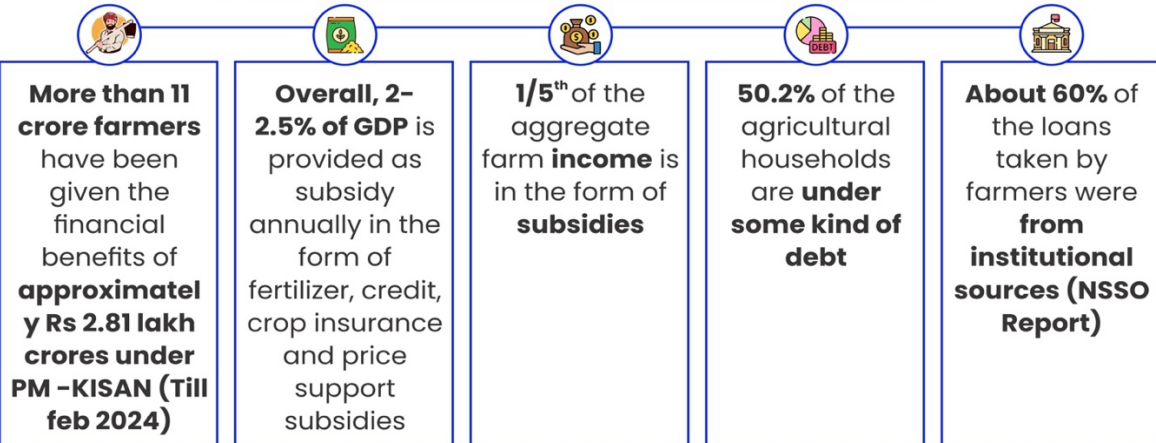 More than 11
crore farmers
have been
given the
financial
benefits of
approximatel
y Rs 2.81 lakh
crores under
PM -KISAN (Till
feb 2024)
Overall, 2-
2.5% of GDP is
provided as
subsidy
annually in the
form of
fertilizer, credit,
crop insurance
and price
support
subsidies
1/5th of the
aggregate
farm income is
in the form of
subsidies
DEBT
50.2% of the
agricultural
households
are under
some kind of
debt
About 60% of
the loans
taken by
farmers were
from
institutional
sources (NSSO
Report)